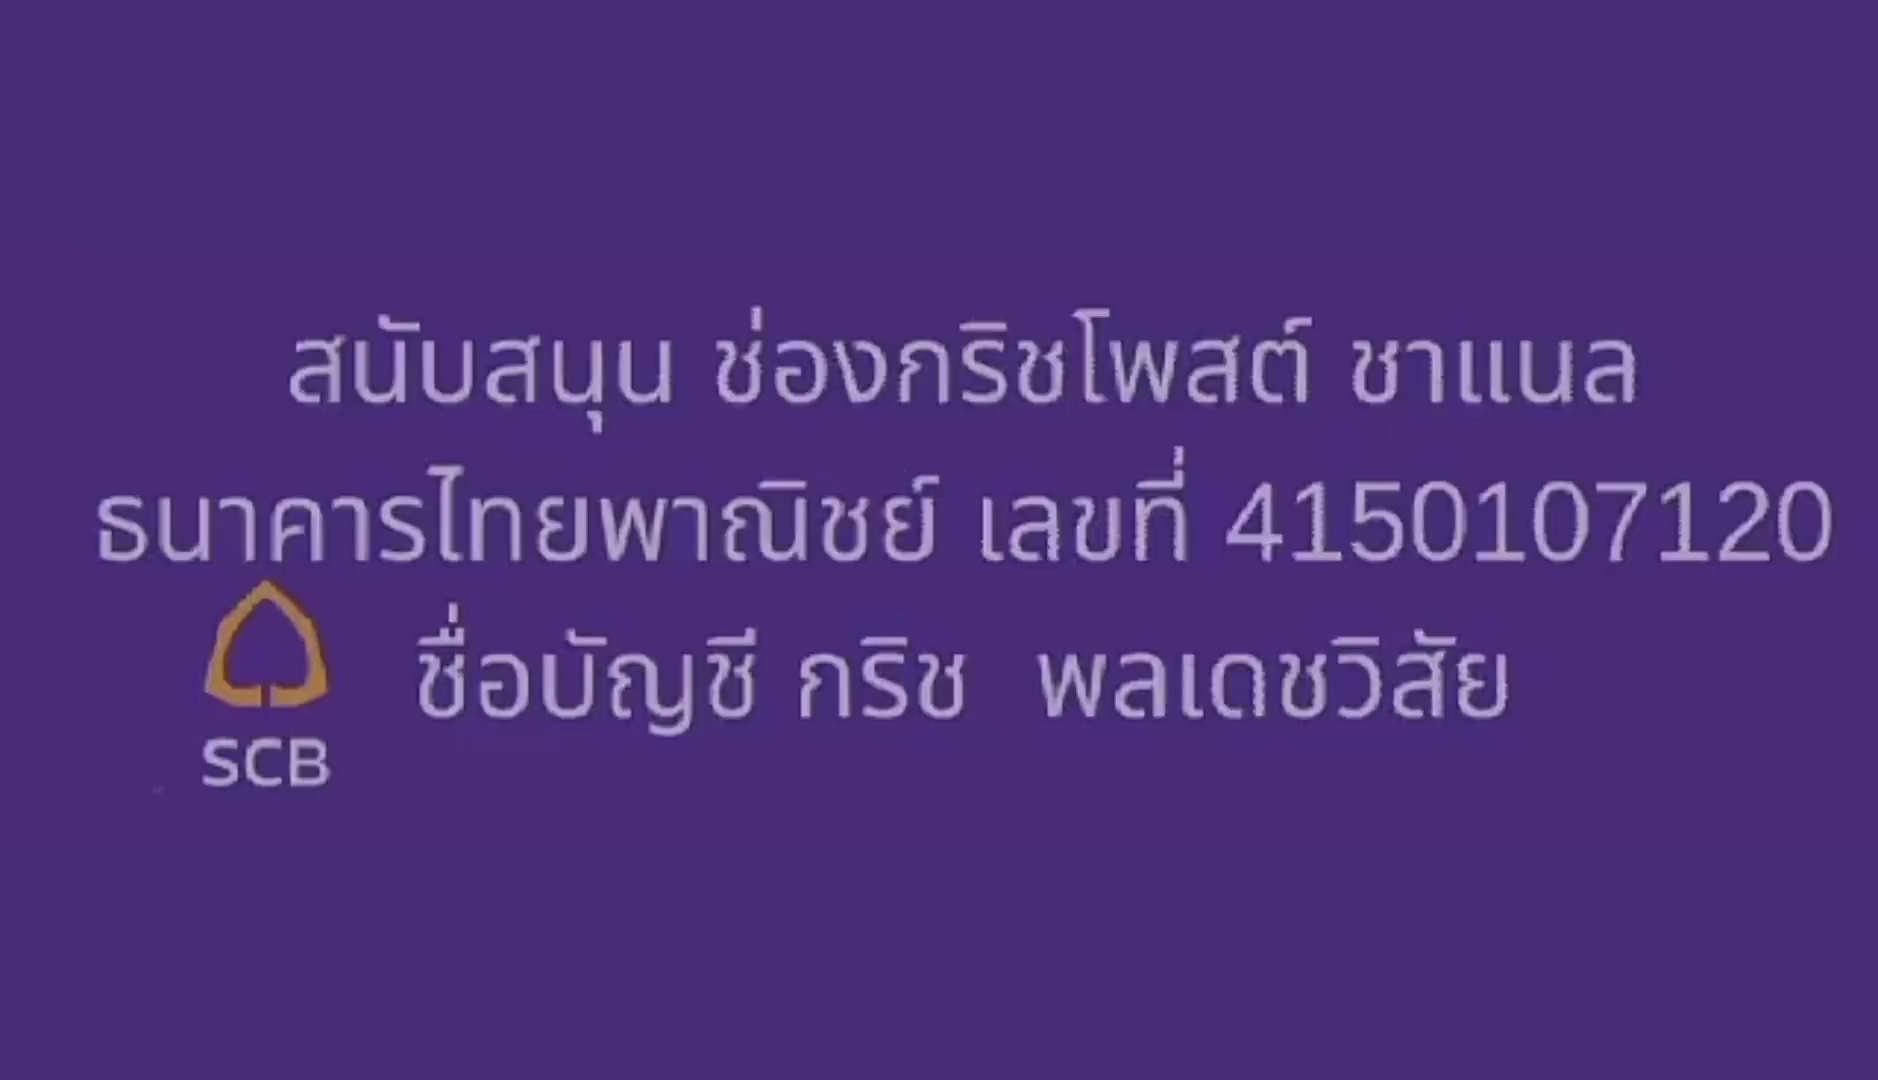 สนับสนุน ช่องกริชโพสต์ ชาแนล
ธนาคารไทยพาณิชย์ เลขที่ 4150107120
ชื่อบัญชี กริช  พลเดชวิสัย
SCB